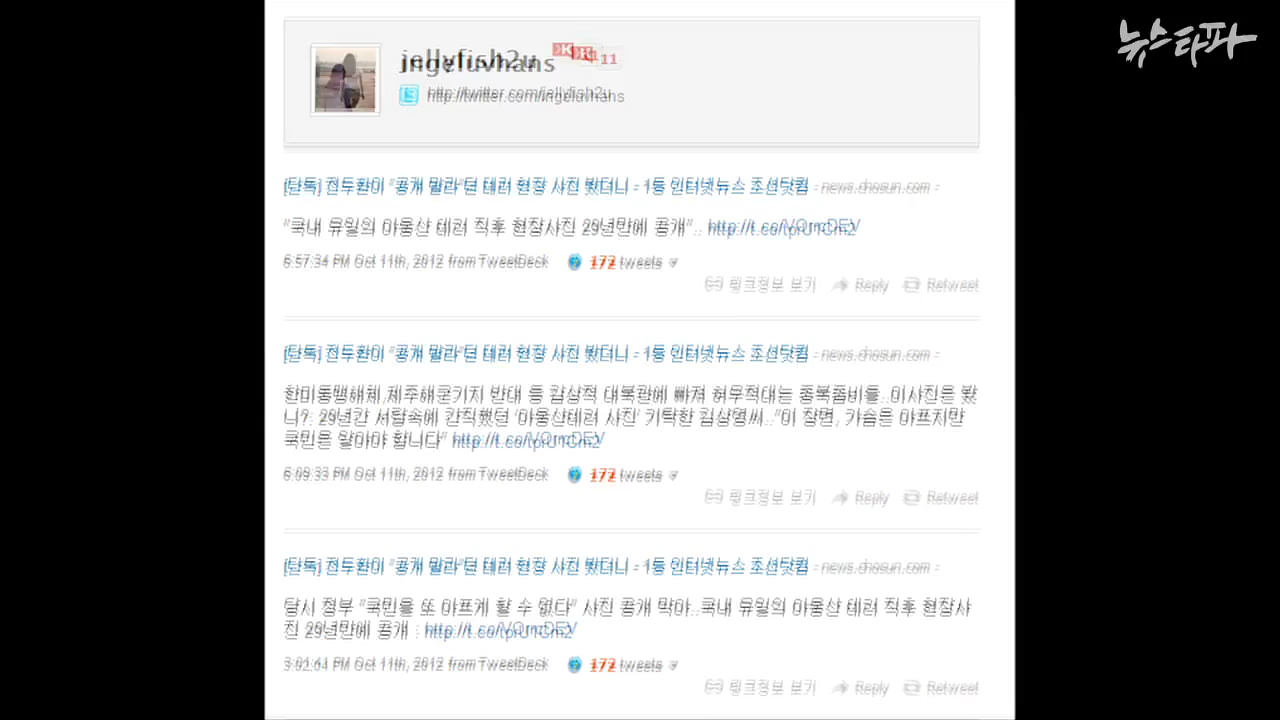 뉴스타파
jellyfish2u
ingeluvhans
11
http://twitter.com/jellyfish2u
http://twitter.com/ingeluvhans
[단독] 전두환이 "공개 말라"던 테러 현장 사진 봤더니 - 1등 인터넷뉴스 조선닷컴 - news.chosun.com -
"국내 유일의 아웅산 테러 직후 현장사진 29년만에 공개".. http://t.co/
PM Oct 11th, 2012 from TweetDeck 172 tweets
링크정보 보기 Reply Retweet
[단독] 전두환이 "공개 말라"던 테러 현장 사진 봤더니 - 1등 인터넷뉴스 조선닷컴 - news.chosun.com -
한미동맹해체,제주해군기지 반대 등 감상적 대북관에 빠져 허우적대는 종북좀비들..이사진은 봤
니?: 29년간 서랍속에 간직했던 '아웅산테러 사진' 기탁한 김상영씨.."이 장면, 가슴은 아프지만
국민은 알아야 합니다" http://t.co/
PM Oct 11th, 2012 from TweetDeck 172 tweets
링크정보 보기 Reply Retweet
[단독] 전두환이 "공개 말라"던 테러 현장 사진 봤더니 - 1등 인터넷뉴스 조선닷컴 - news.chosun.com -
당시 정부 "국민을 또 아프게 할 수 없다" 사진 공개 막아..국내 유일의 아웅산 테러 직후 현장사
진 29년만에 공개 : http://t.co/
PM Oct 11th, 2012 from TweetDeck 172 tweets
링크정보 보기 Reply Retweet